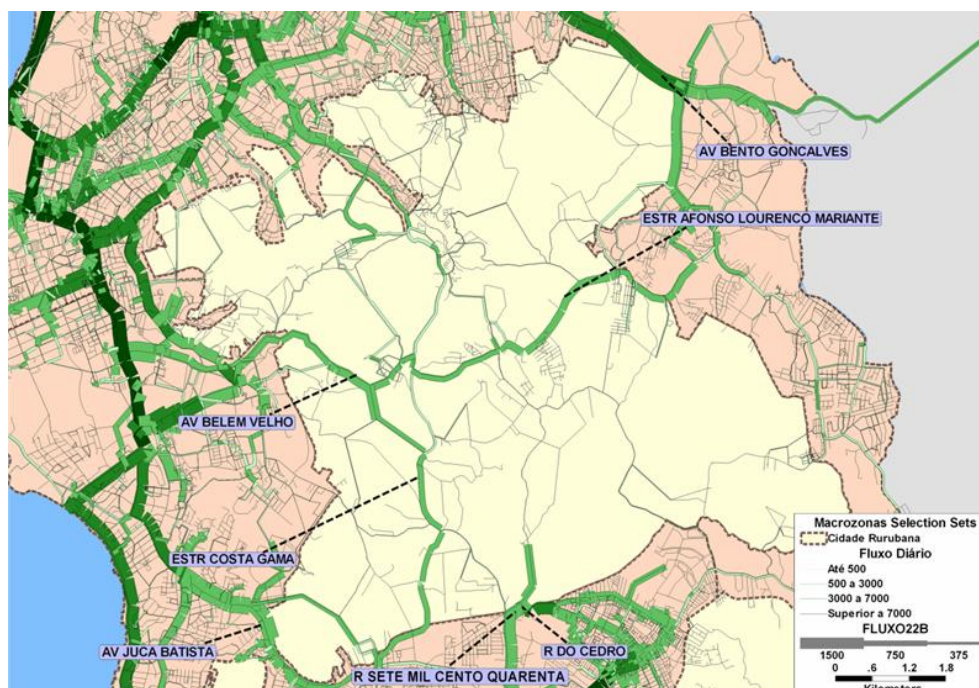 AV BENTO GONCALVES
ESTR AFONSO LOURENCO MARIANTE
AV BELEM VELHO
ESTR COSTA GAMA
AV JUCA BATISTA
R DO CEDRO
R SETE MIL CENTO QUARENTA
Macrozonas Selection Sets
Cidade Rurubana
Fluxo Diário
Até 500
500 a 3000
3000 a 7000
Superior a 7000
FLUXO22B
1500 750 375
0 .6 1.2 1.8
Kilometers